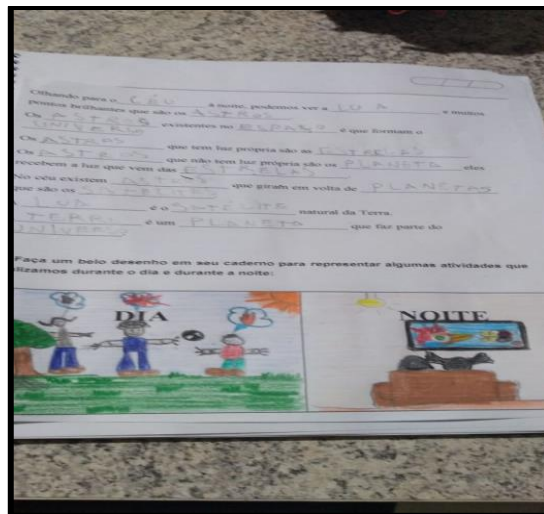 Olhando para o CÉU à noite, podemos ver a LUA e muitos
pontos brilhantes que são os ASTROS
Os ASTROS existentes no ESPAÇO é que formam o
UNIVERSO
Os ASTROS que tem luz própria são as ESTRELAS
Os ASTROS que não tem luz própria são os PLANETA eles
recebem a luz que vem das ESTRELAS
No céu existem que giram em volta de PLANETAS
que são os
LUA é o SATÉLITE natural da Terra.
TERRA é um PLANETA que faz parte do
UNIVERSO
Faça um belo desenho em seu caderno para representar algumas atividades que
lizamos durante o dia e durante a noite:
DIA
NOITE